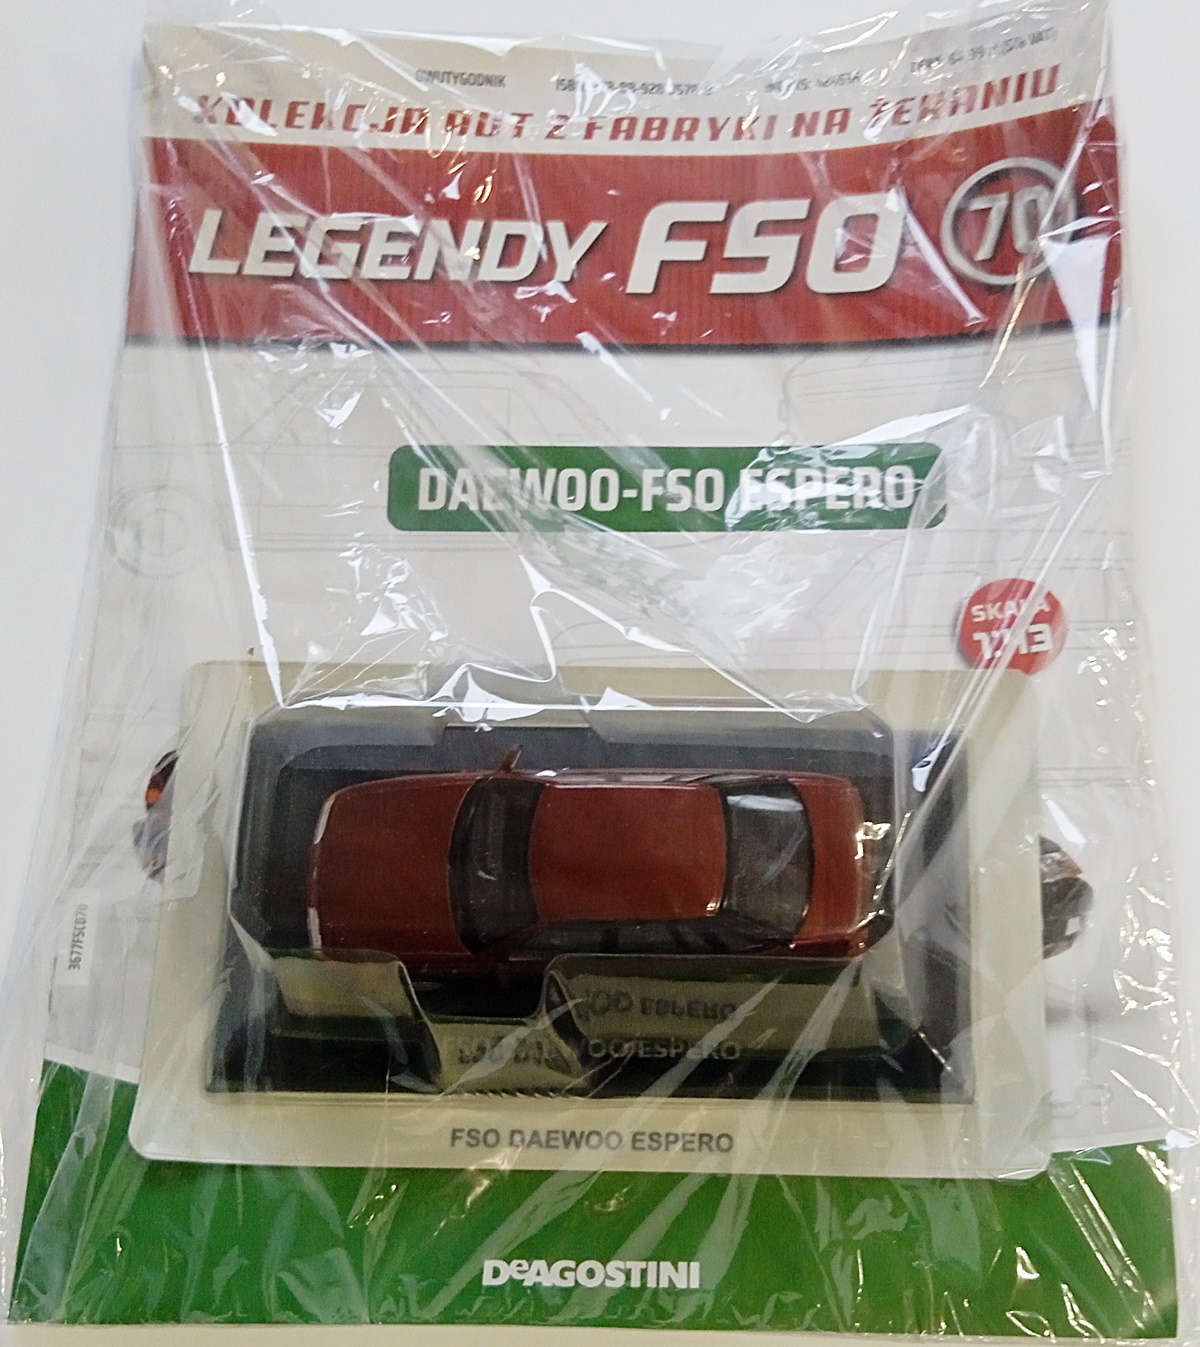 DWUTYGODNIK
KOLEKCJA AUT Z FABRYKI NA ŻERANIU
LEGENDY FSO
70
DAEWOO-FSO ESPERO
SKALA
1:43
3677FSC070
FSO DAEWOO ESPERO
DeAGOSTINI